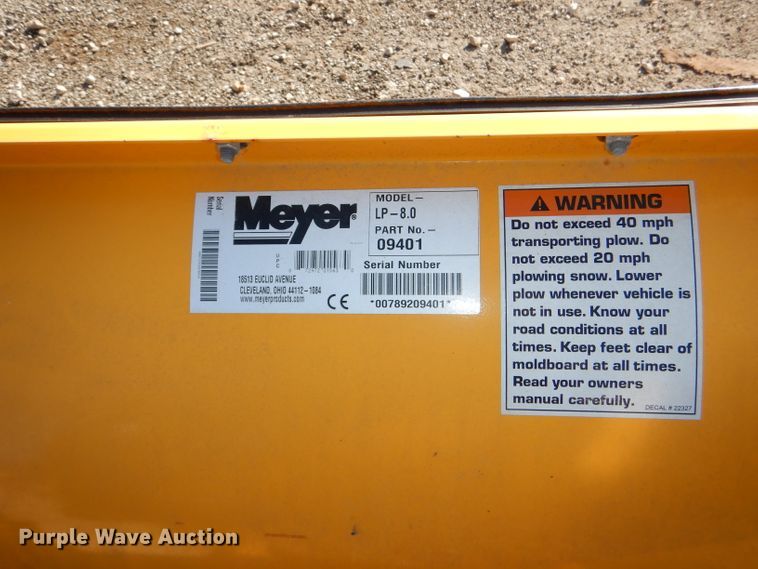 Serial
Number
Meyer®
MODEL –
LP–8.0
PART No.–
09401
UPC
Serial Number
18513 EUCLID AVENUE
CLEVELAND, OHIO 44112-1084
www.meyerproducts.com
CE
*00789209401*
WARNING
Do not exceed 40 mph
transporting plow. Do
not exceed 20 mph
plowing snow. Lower
plow whenever vehicle is
not in use. Know your
road conditions at all
times. Keep feet clear of
moldboard at all times.
Read your owners
manual carefully.
DECAL # 22327
Purple Wave Auction